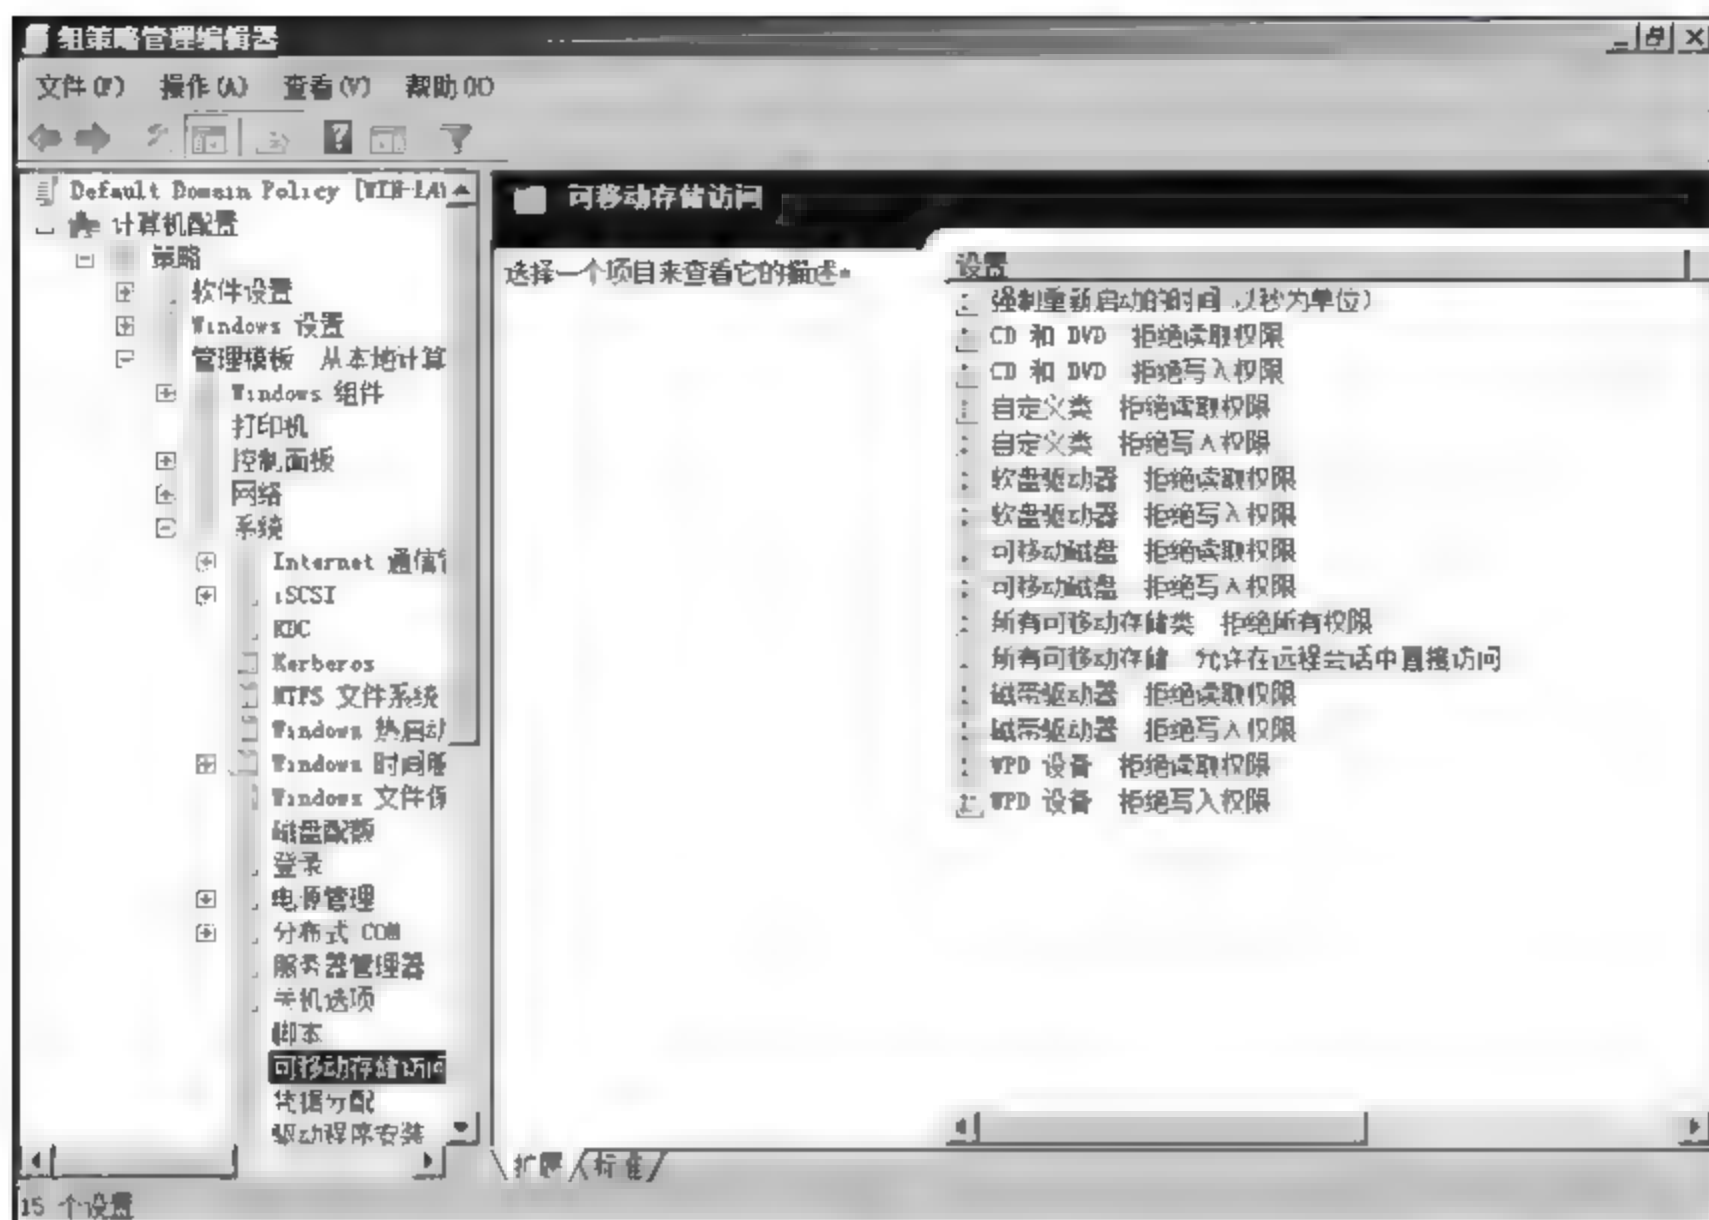 组策略管理编辑器
文件(F) 操作(A) 查看(V) 帮助(H)
Default Domain Policy [WIN-LA
计算机配置
策略
软件设置
Windows 设置
管理模板 从本地计算
Windows 组件
打印机
控制面板
网络
系统
Internet 通信管
iSCSI
KDC
Kerberos
NTFS 文件系统
Windows 热启动
Windows 时间服
Windows 文件保
磁盘配额
登录
电源管理
分布式 COM
服务器管理器
关机选项
脚本
可移动存储访问
凭据分配
驱动程序安装
15 个设置
可移动存储访问
选择一个项目来查看它的描述。
设置
强制重新启动的时间 以秒为单位)
CD 和 DVD 拒绝读取权限
CD 和 DVD 拒绝写入权限
自定义类 拒绝读取权限
自定义类 拒绝写入权限
软盘驱动器 拒绝读取权限
软盘驱动器 拒绝写入权限
可移动磁盘 拒绝读取权限
可移动磁盘 拒绝写入权限
所有可移动存储类 拒绝所有权限
所有可移动存储 允许在远程会话中直接访问
磁带驱动器 拒绝读取权限
磁带驱动器 拒绝写入权限
WPD 设备 拒绝读取权限
WPD 设备 拒绝写入权限
扩展 标准